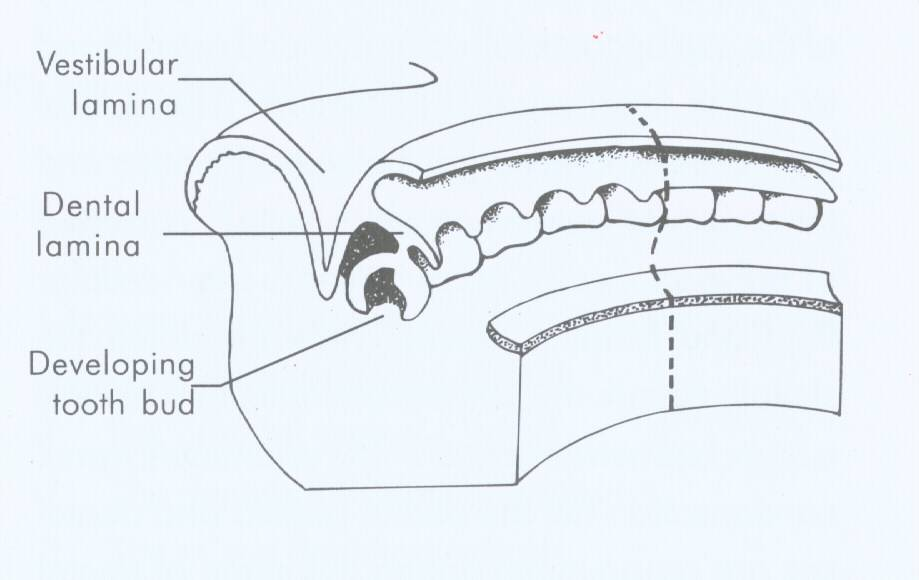 Vestibular
lamina
Dental
lamina
Developing
tooth bud